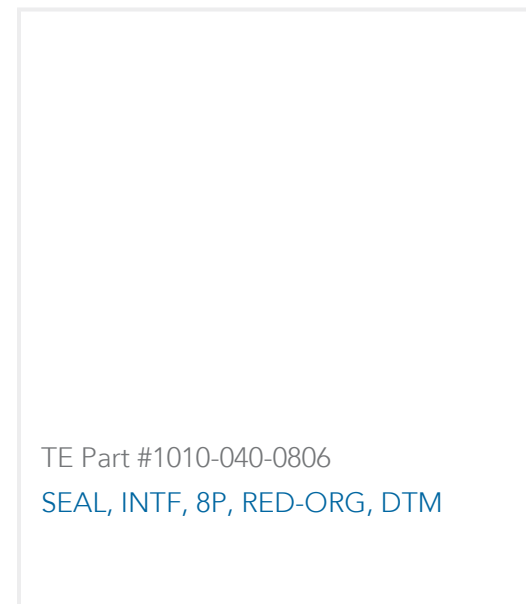 TE Part #1010-040-0806
SEAL, INTF, 8P, RED-ORG, DTM